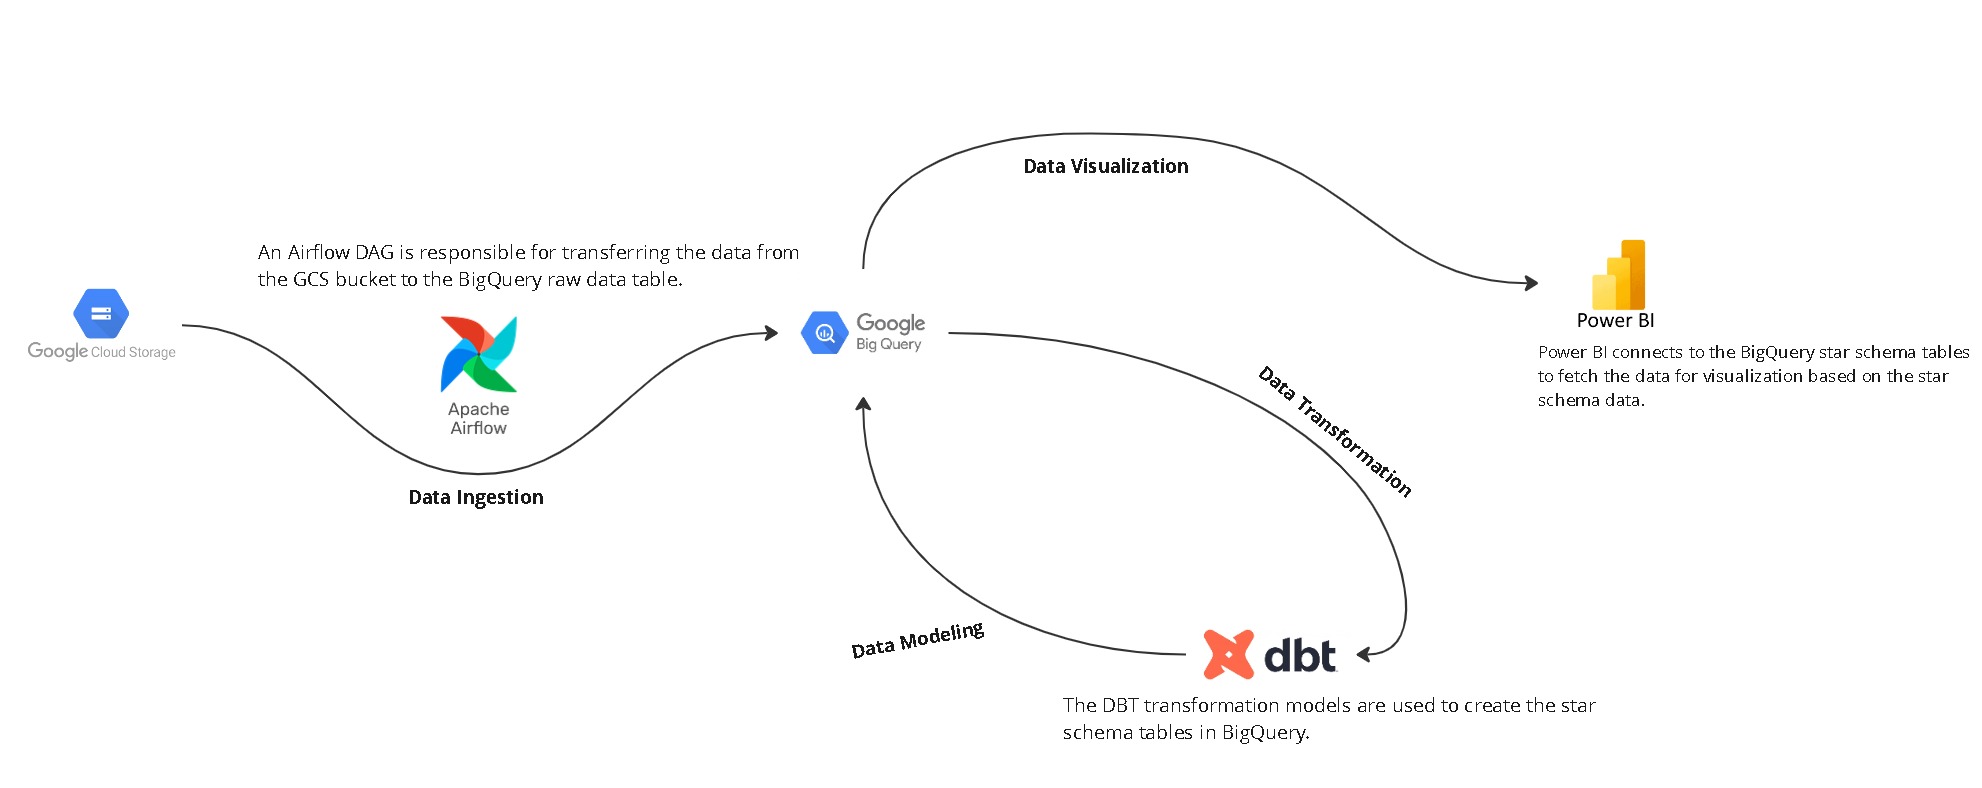 Data Visualization
An Airflow DAG is responsible for transferring the data from
the GCS bucket to the BigQuery raw data table.
Google Cloud Storage
Apache
Airflow
Data Ingestion
Google
Big Query
Power BI
Power BI connects to the BigQuery star schema tables
to fetch the data for visualization based on the star
schema data.
Data Transformation
Data Modeling
dbt
The DBT transformation models are used to create the star
schema tables in BigQuery.